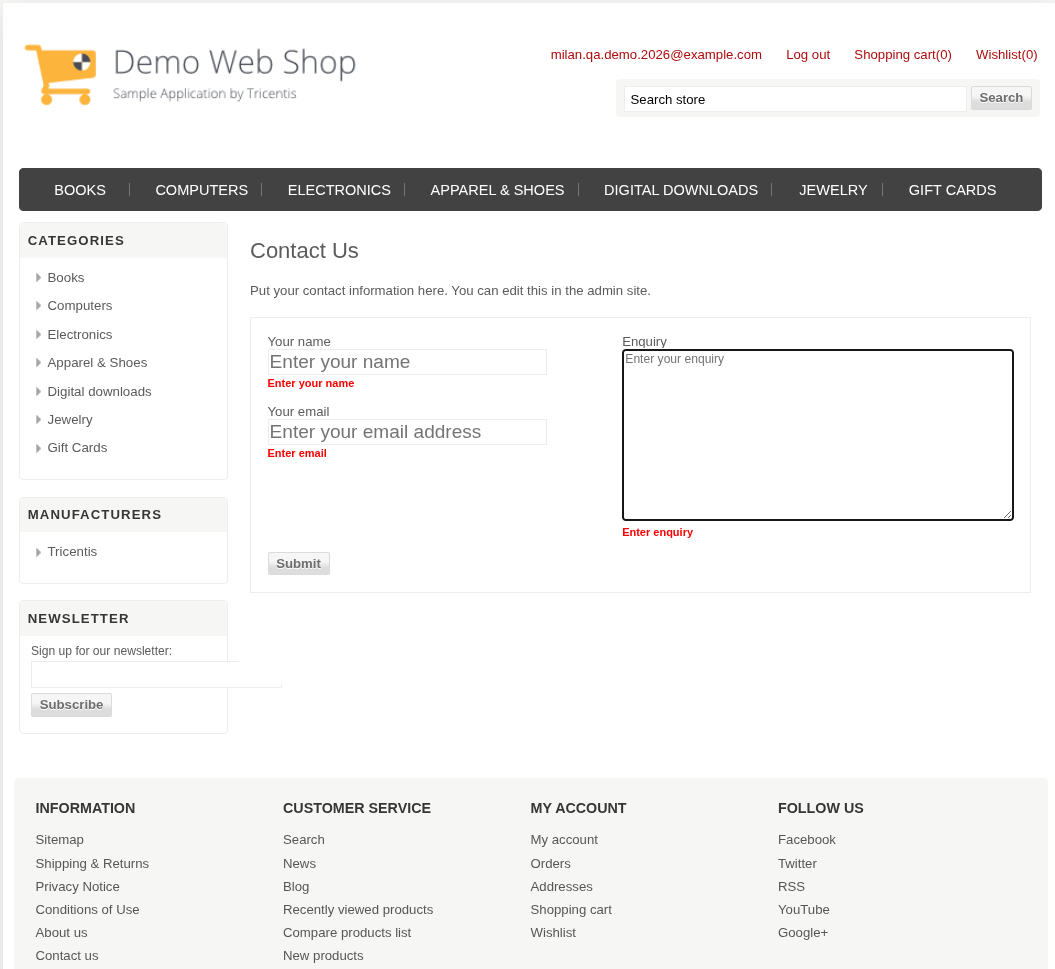 Demo Web Shop
Sample Application by Tricentis
milan.qa.demo.2026@example.com Log out Shopping cart(0) Wishlist(0)
Search store Search
BOOKS COMPUTERS ELECTRONICS APPAREL & SHOES DIGITAL DOWNLOADS JEWELRY GIFT CARDS
CATEGORIES
Books
Computers
Electronics
Apparel & Shoes
Digital downloads
Jewelry
Gift Cards
MANUFACTURERS
Tricentis
NEWSLETTER
Sign up for our newsletter:
Subscribe
Contact Us
Put your contact information here. You can edit this in the admin site.
Your name
Enter your name
Enter your name
Your email
Enter your email address
Enter email
Enquiry
Enter your enquiry
Enter enquiry
Submit
INFORMATION
Sitemap
Shipping & Returns
Privacy Notice
Conditions of Use
About us
Contact us
CUSTOMER SERVICE
Search
News
Blog
Recently viewed products
Compare products list
New products
MY ACCOUNT
My account
Orders
Addresses
Shopping cart
Wishlist
FOLLOW US
Facebook
Twitter
RSS
YouTube
Google+